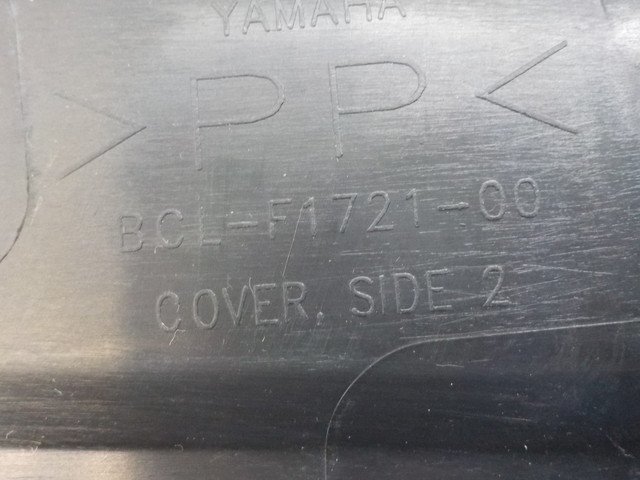 YAMAHA
>PP<
BCL-F1721-00
COVER, SIDE 2